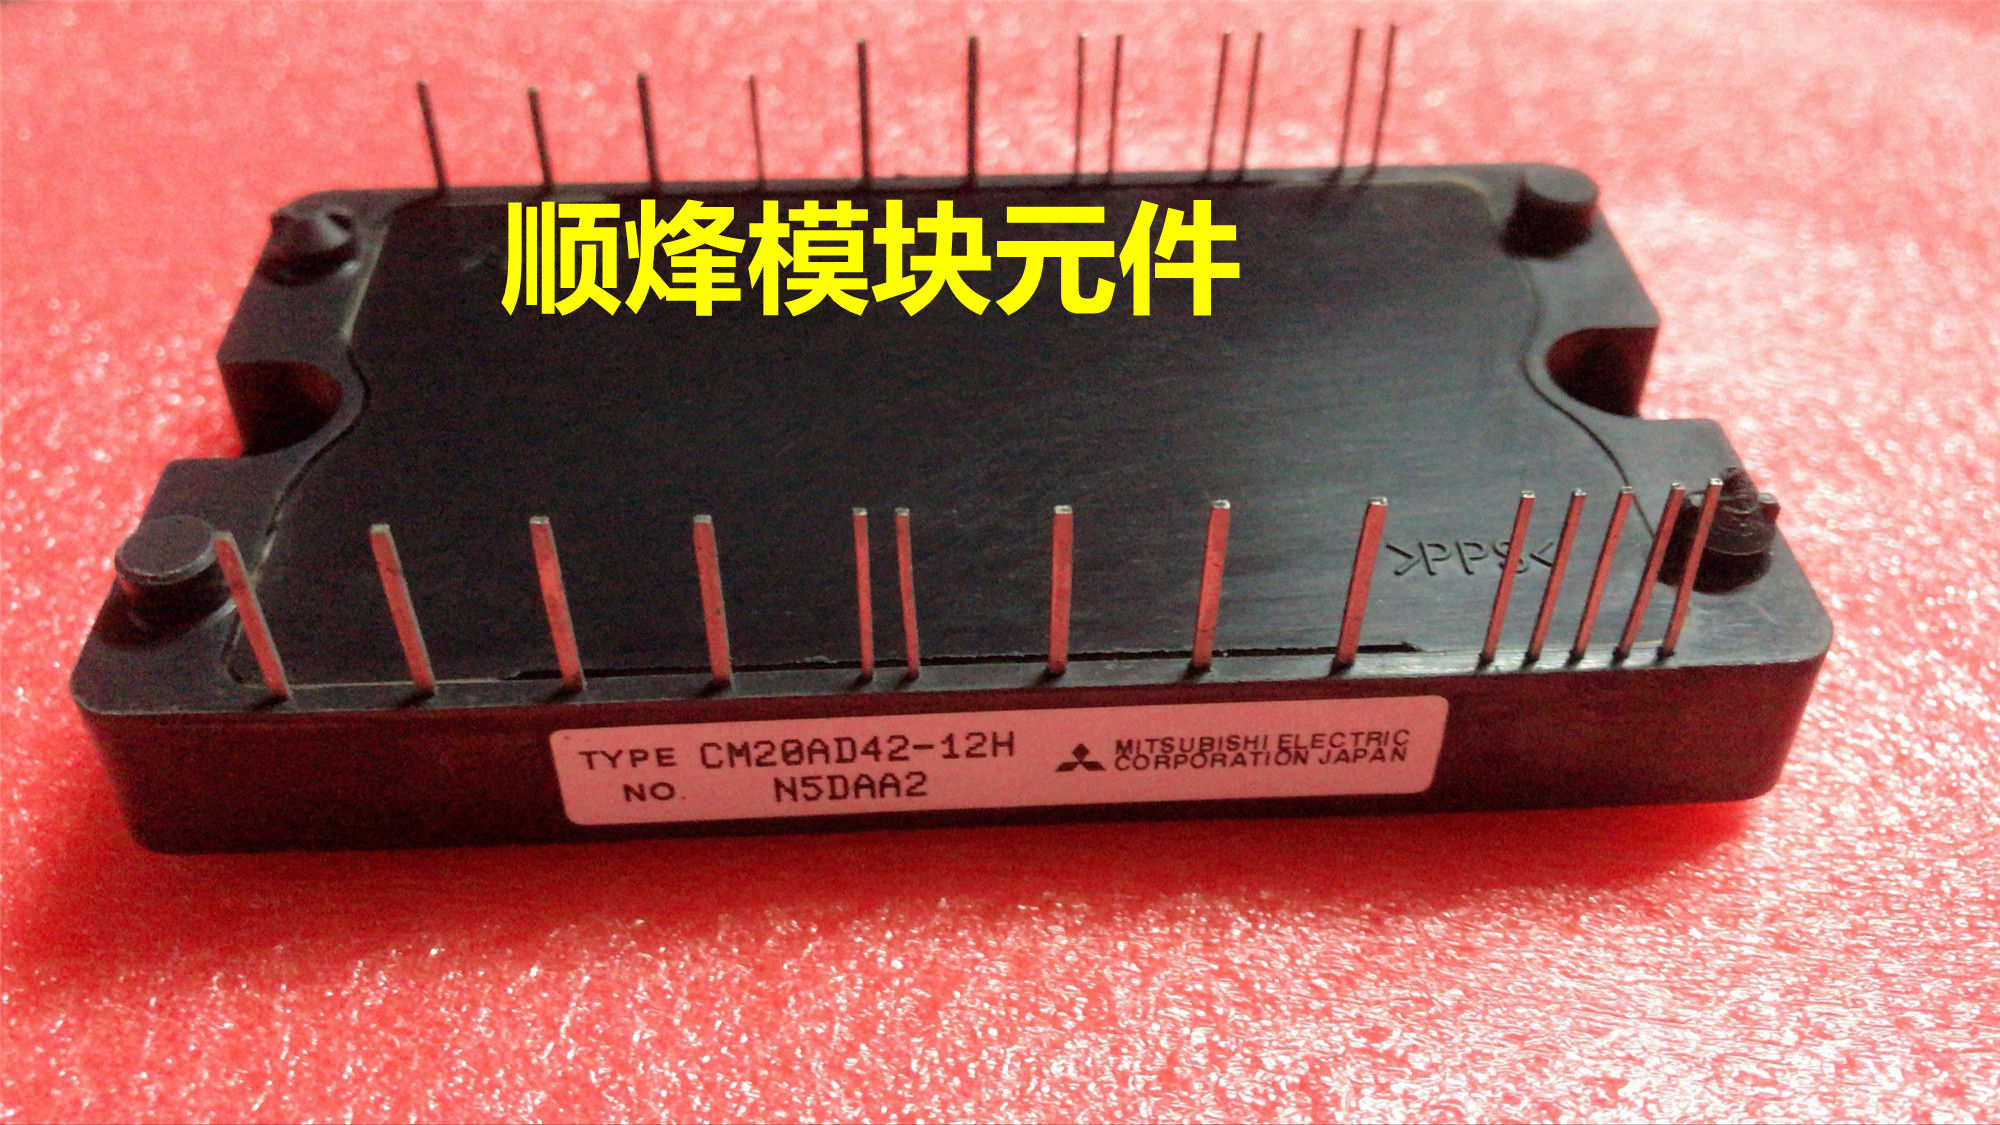 顺烽模块元件
>PPS<
TYPE CM20AD42-12H
NO. N5DAA2
MITSUBISHI ELECTRIC
CORPORATION JAPAN